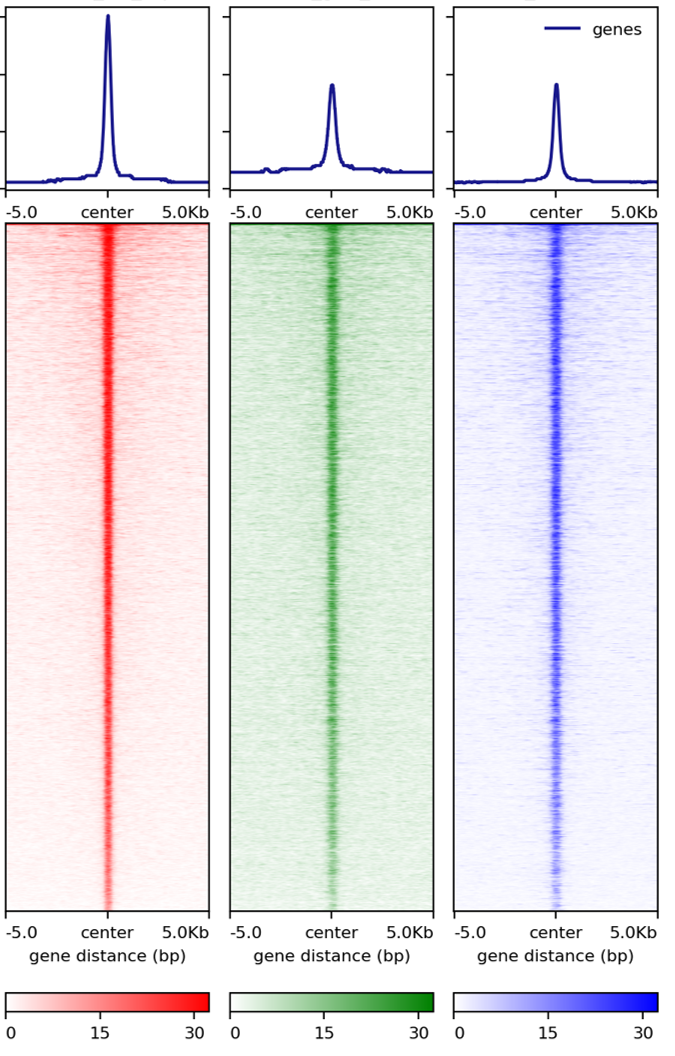 genes
-5.0 center 5.0Kb -5.0 center 5.0Kb -5.0 center 5.0Kb
-5.0 center 5.0Kb -5.0 center 5.0Kb -5.0 center 5.0Kb
gene distance (bp) gene distance (bp) gene distance (bp)
0 15 30 0 15 30 0 15 30